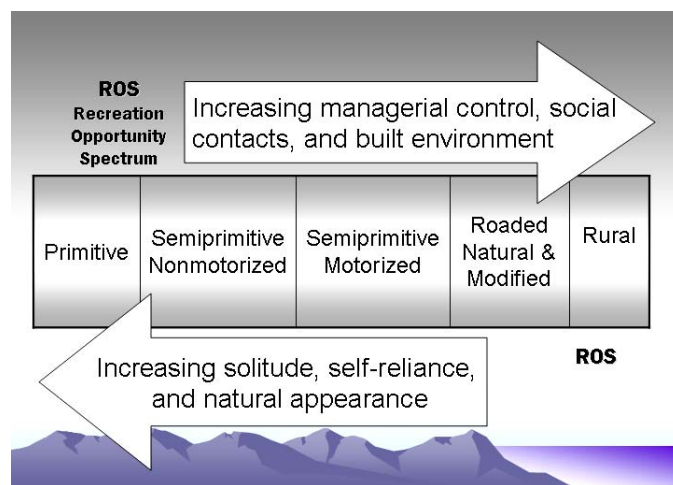 ROS
Recreation
Opportunity
Spectrum
Increasing managerial control, social
contacts, and built environment
Primitive
Semiprimitive
Nonmotorized
Semiprimitive
Motorized
Roaded
Natural &
Modified
Rural
Increasing solitude, self-reliance,
and natural appearance
ROS